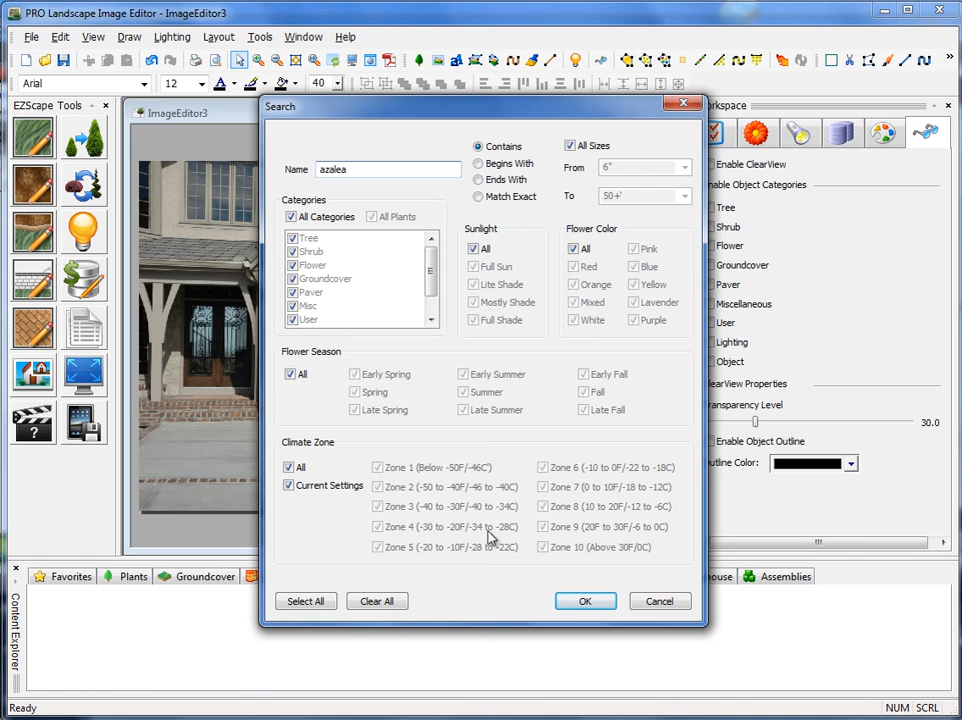 PRO Landscape Image Editor - ImageEditor3
File Edit View Draw Lighting Layout Tools Window Help
Arial 12 40
EZScape Tools
ImageEditor3
Search
Name azalea
Contains
Begins With
Ends With
Match Exact
All Sizes
From 6"
To 50+'
Categories
All Categories All Plants
Tree
Shrub
Flower
Groundcover
Paver
Misc
User
Sunlight
All
Full Sun
Lite Shade
Mostly Shade
Full Shade
Flower Color
All Pink
Red Blue
Orange Yellow
Mixed Lavender
White Purple
Flower Season
All Early Spring Early Summer Early Fall
Spring Summer Fall
Late Spring Late Summer Late Fall
Climate Zone
All
Current Settings
Zone 1 (Below -50F/-46C')
Zone 2 (-50 to -40F/-46 to -40C)
Zone 3 (-40 to -30F/-40 to -34C)
Zone 4 (-30 to -20F/-34 to -28C)
Zone 5 (-20 to -10F/-28 to -22C)
Zone 6 (-10 to 0F/-22 to -18C)
Zone 7 (0 to 10F/-18 to -12C)
Zone 8 (10 to 20F/-12 to -6C)
Zone 9 (20F to 30F/-6 to 0C)
Zone 10 (Above 30F/0C)
Select All Clear All OK Cancel
orkspace
Enable ClearView
nable Object Categories
Tree
Shrub
Flower
Groundcover
Paver
Miscellaneous
User
Lighting
Object
learView Properties
ransparency Level
30.0
Enable Object Outline
utline Color:
Favorites Plants Groundcover ouse Assemblies
Content Explorer
Ready NUM SCRL